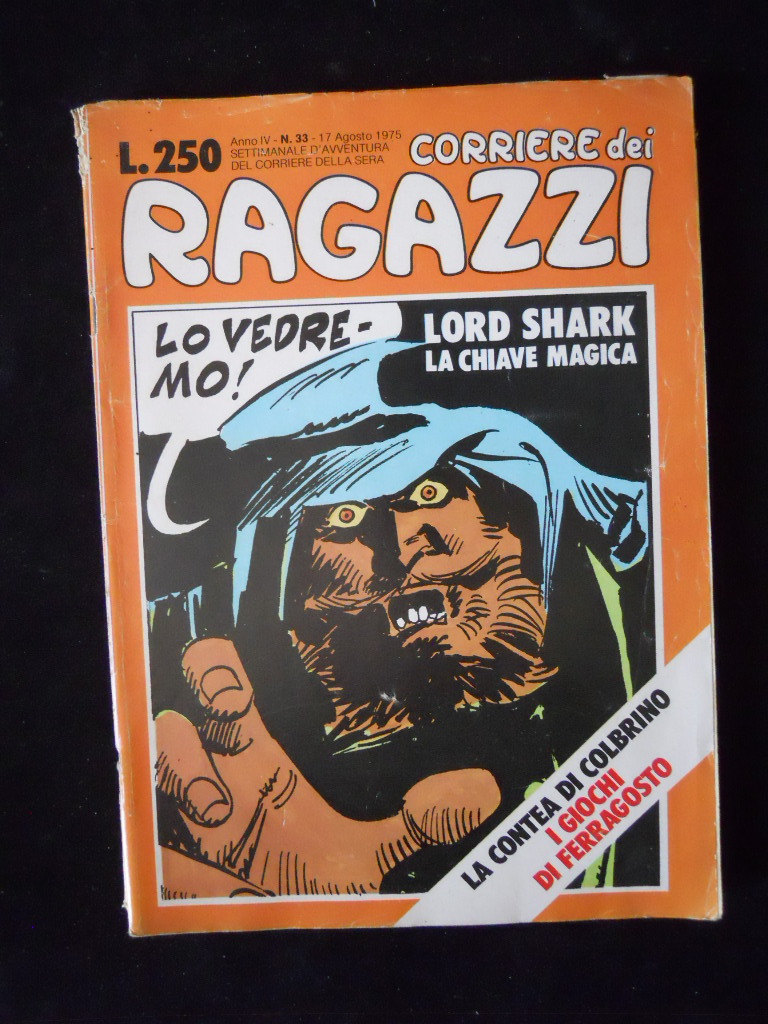 L.250
Anno IV - N. 33 - 17 Agosto 1975
SETTIMANALE D'AVVENTURA
DEL CORRIERE DELLA SERA
CORRIERE dei
RAGAZZI
LO VEDRE-
MO!
LORD SHARK
LA CHIAVE MAGICA
LA CONTEA DI COLBRINO
I GIOCHI
DI FERRAGOSTO